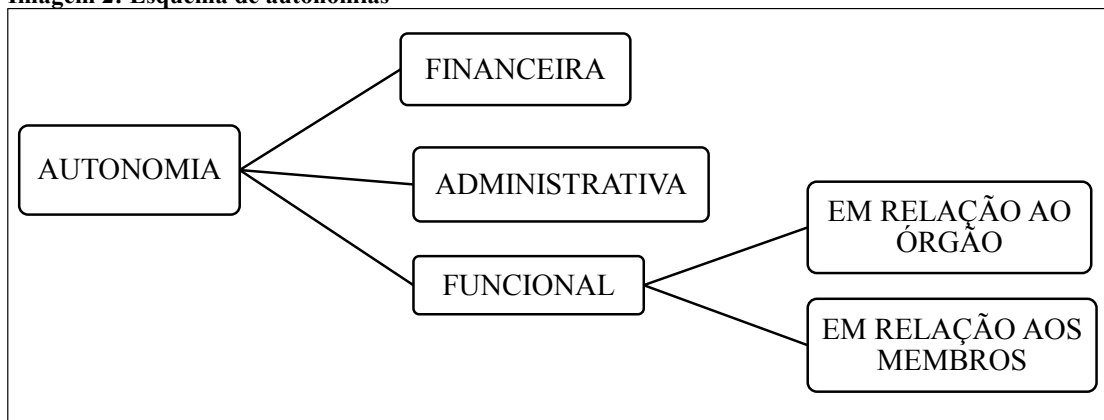 Imagem 2: Esquema de autonomias
FINANCEIRA
AUTONOMIA
ADMINISTRATIVA
FUNCIONAL
EM RELAÇÃO AO
ÓRGÃO
EM RELAÇÃO AOS
MEMBROS